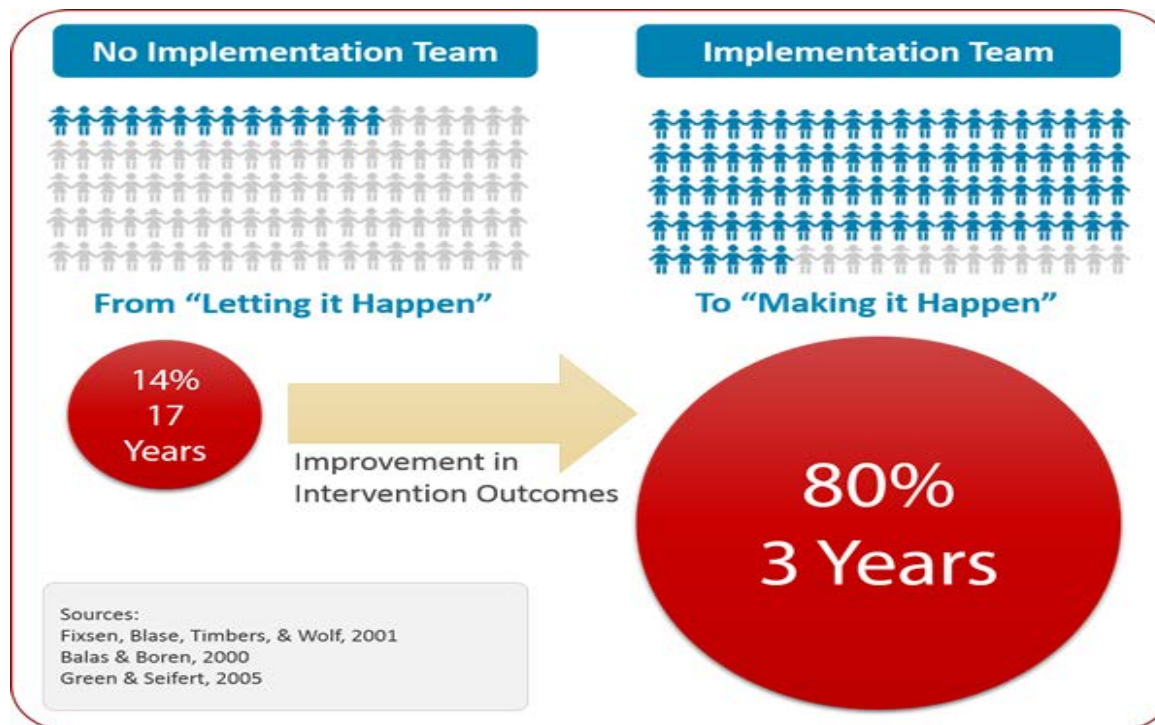 No Implementation Team
Implementation Team
From “Letting it Happen”
To “Making it Happen”
14%
17
Years
Improvement in
Intervention Outcomes
80%
3 Years
Sources:
Fixsen, Blase, Timbers, & Wolf, 2001
Balas & Boren, 2000
Green & Seifert, 2005